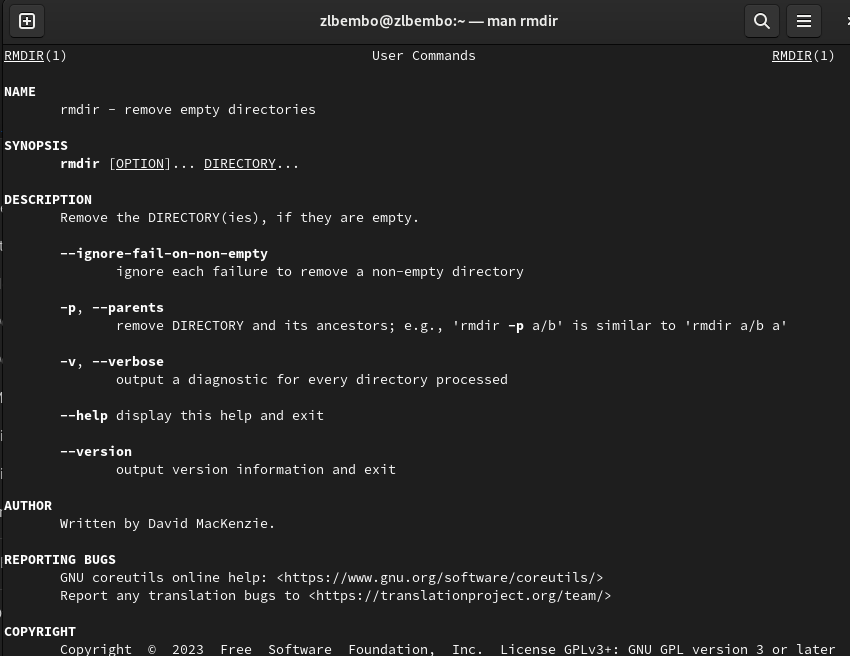 zlbembo@zlbembo:~ — man rmdir
RMDIR(1) User Commands RMDIR(1)
NAME
rmdir - remove empty directories
SYNOPSIS
rmdir [OPTION]... DIRECTORY...
DESCRIPTION
Remove the DIRECTORY(ies), if they are empty.
--ignore-fail-on-non-empty
ignore each failure to remove a non-empty directory
-p, --parents
remove DIRECTORY and its ancestors; e.g., 'rmdir -p a/b' is similar to 'rmdir a/b a'
-v, --verbose
output a diagnostic for every directory processed
--help display this help and exit
--version
output version information and exit
AUTHOR
Written by David MacKenzie.
REPORTING BUGS
GNU coreutils online help: <https://www.gnu.org/software/coreutils/>
Report any translation bugs to <https://translationproject.org/team/>
COPYRIGHT
Copyright © 2023 Free Software Foundation, Inc. License GPLv3+: GNU GPL version 3 or later